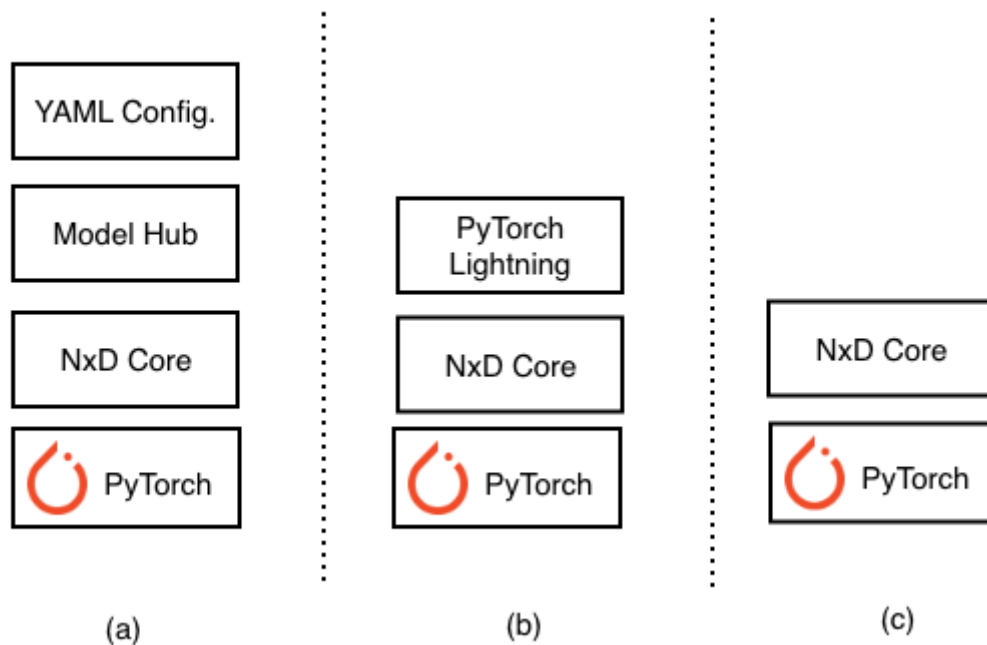 YAML Config.
Model Hub
NxD Core
PyTorch
(a)
PyTorch
Lightning
NxD Core
PyTorch
(b)
NxD Core
PyTorch
(c)